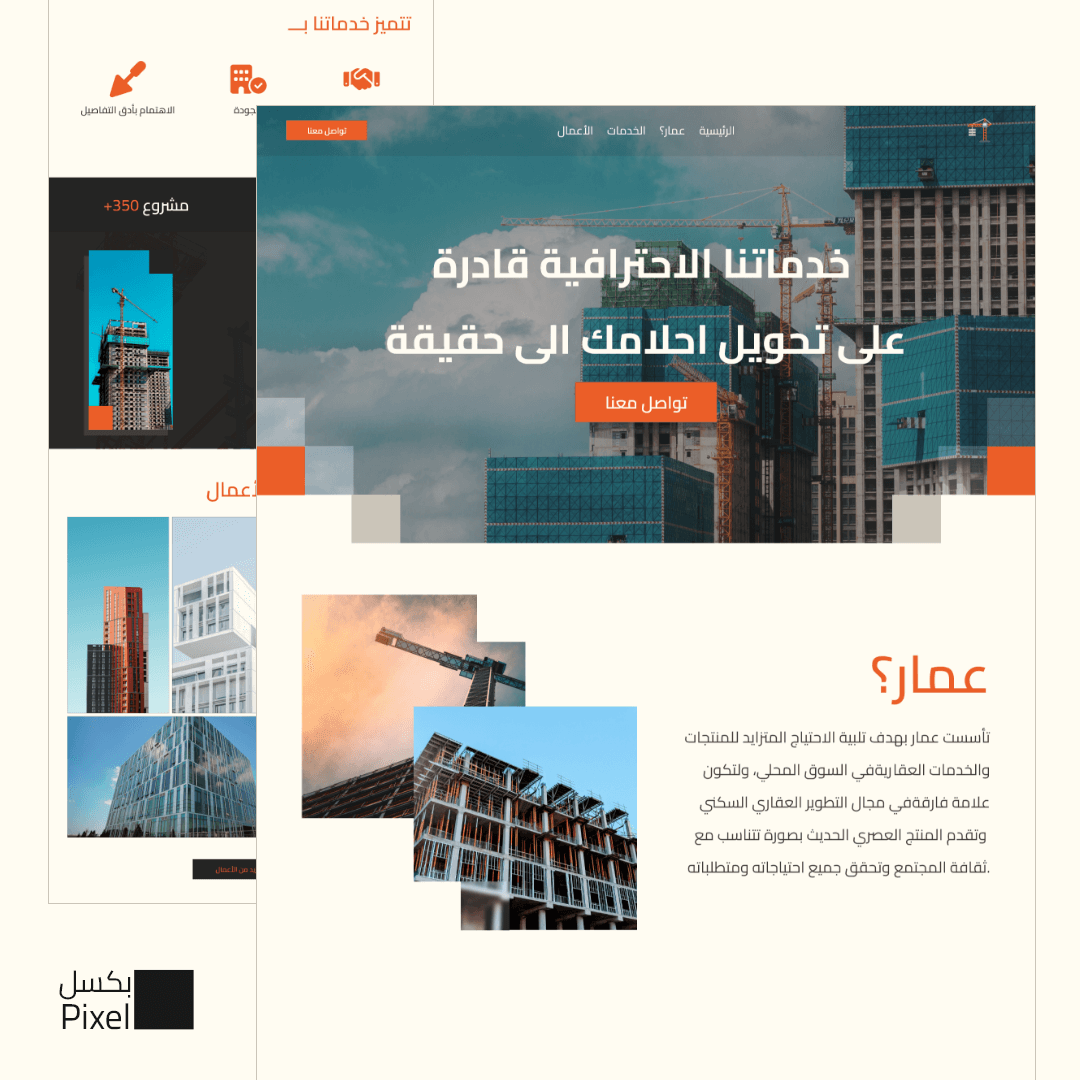 تتميز خدماتنا بـــ
الاهتمام بأدق التفاصيل
الرئيسية عمار؟ الخدمات الأعمال
تواصل معنا
خدماتنا الاحترافية قادرة
على تحويل احلامك الى حقيقة
تواصل معنا
مشروع 350+
عمار؟
تأسست عمار بهدف تلبية الاحتياج المتزايد للمنتجات
والخدمات العقاريةفي السوق المحلي، ولتكون
علامة فارقةفي مجال التطوير العقاري السكني
وتقدم المنتج العصري الحديث بصورة تتناسب مع
.ثقافة المجتمع وتحقق جميع احتياجاته ومتطلباته
من الأعمال
بكسل
Pixel